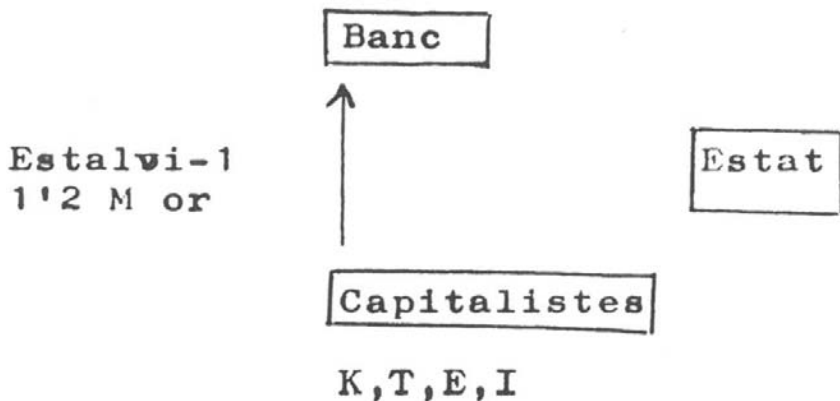 Banc
Estalvi-1
1'2 M or
Estat
Capitalistes
K,T,E,I